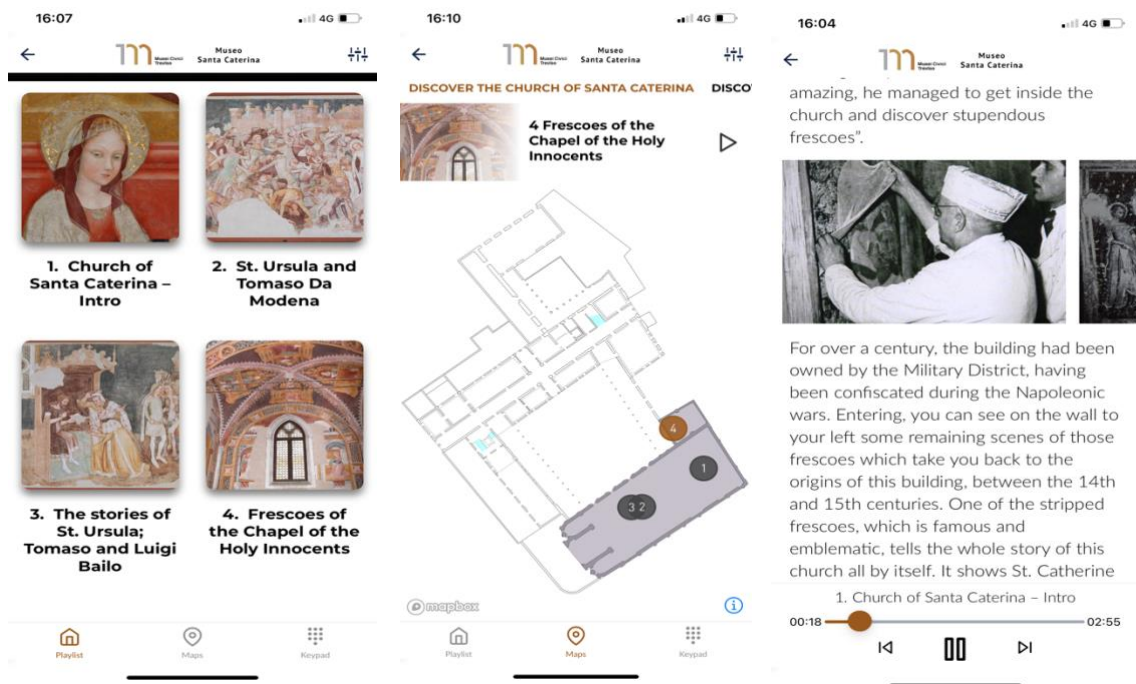 16:07
4G
Musei Civici
Treviso
Museo
Santa Caterina
1. Church of
Santa Caterina –
Intro
2. St. Ursula and
Tomaso Da
Modena
3. The stories of
St. Ursula;
Tomaso and Luigi
Bailo
4. Frescoes of
the Chapel of the
Holy Innocents
Playlist
Maps
Keypad
16:10
4G
Musei Civici
Treviso
Museo
Santa Caterina
DISCOVER THE CHURCH OF SANTA CATERINA
DISCO
4 Frescoes of the
Chapel of the Holy
Innocents
4
1
3 2
mapbox
Playlist
Maps
Keypad
16:04
4G
Musei Civici
Treviso
Museo
Santa Caterina
amazing, he managed to get inside the
church and discover stupendous
frescoes”.
For over a century, the building had been
owned by the Military District, having
been confiscated during the Napoleonic
wars. Entering, you can see on the wall to
your left some remaining scenes of those
frescoes which take you back to the
origins of this building, between the 14th
and 15th centuries. One of the stripped
frescoes, which is famous and
emblematic, tells the whole story of this
church all by itself. It shows St. Catherine
1. Church of Santa Caterina – Intro
00:18
02:55